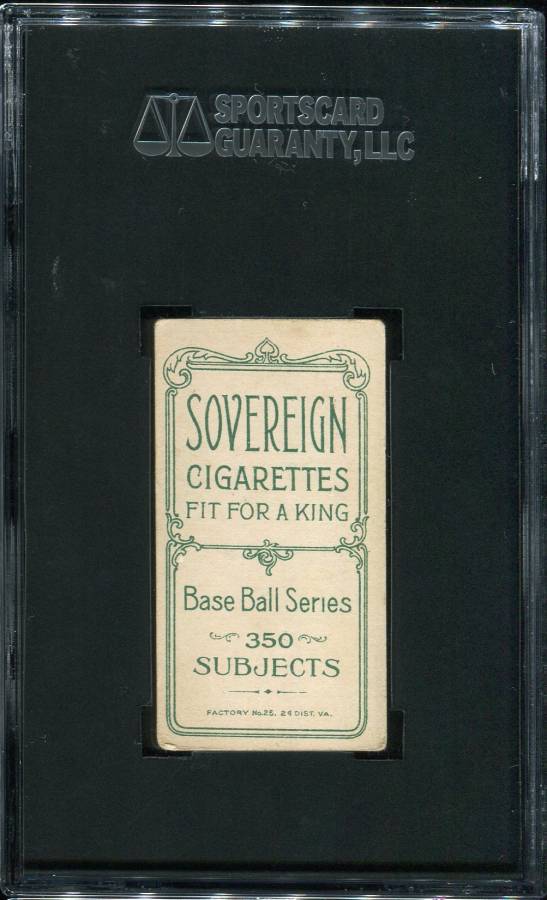 SPORTSCARD
GUARANTY, LLC
SOVEREIGN
CIGARETTES
FIT FOR A KING
Base Ball Series
350
SUBJECTS
FACTORY No. 25. 2d DIST. VA.